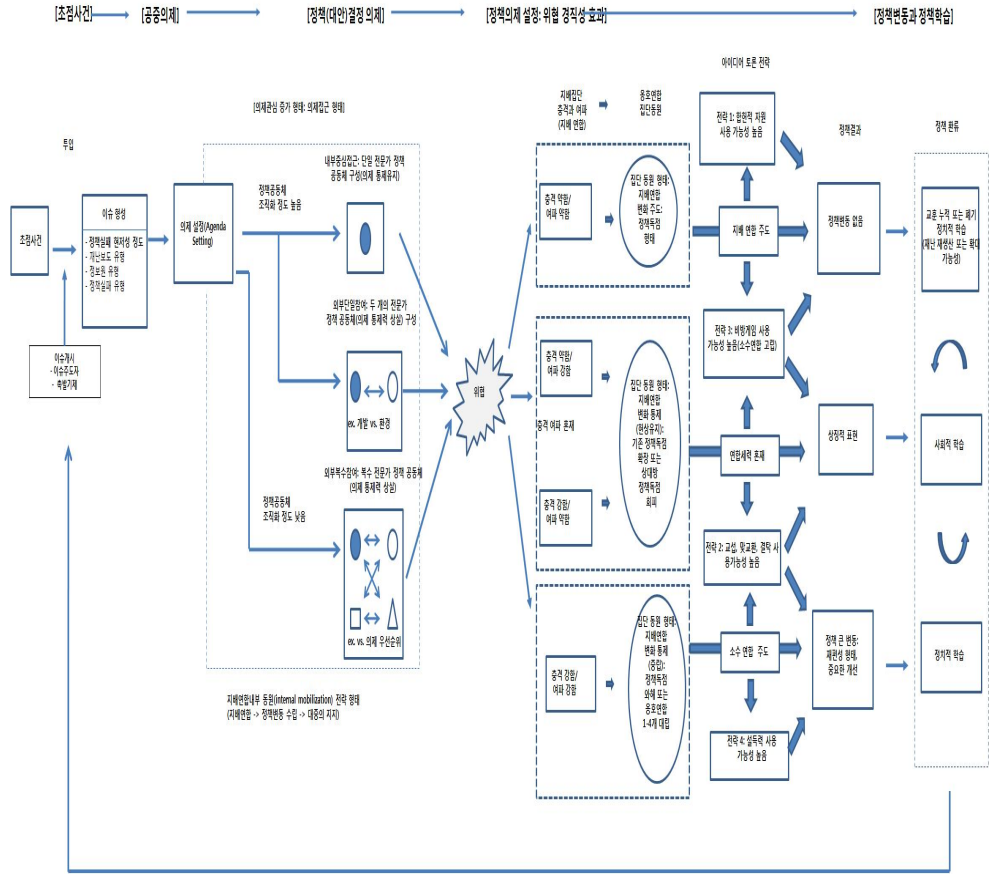 [초점사건]
[공중의제]
[정책(대안)결정 의제]
[정책의제 설정: 위협 경직성 효과]
[정책변동과 정책학습]
투입
초점사건
이슈 형성
- 정책실패 현저성 정도
- 재난보도 유형
- 정보원 유형
- 정책실패 유형
이슈개시
- 이슈주도자
- 촉발기제
의제 설정(Agenda
Setting)
[의제관심 증가 형태: 의제접근 형태]
정책공동체
조직화 정도 높음
정책공동체
조직화 정도 낮음
내부중심접근: 단일 전문가 정책
공동체 구성(의제 통제유지)
외부단일참여: 두 개의 전문가
정책 공동체(의제 통제력 상실) 구성
ex. 개발 vs. 환경
외부복수참여: 복수 전문가 정책 공동체
(의제 통제력 상실)
ex. vs. 의제 우선순위
지배연합내부 동원(internal mobilization) 전략 형태
(지배연합 -> 정책변동 수립 -> 대중의 지지)
위협
지배집단
충격과 여파
(지배 연합)
옹호연합
집단동원
충격 약함/
여파 약함
집단 동원 형태:
지배연합
변화 주도:
정책독점
형태
충격 약함/
여파 강함
충격 여파 혼재
충격 강함/
여파 약함
집단 동원 형태:
지배연합
변화 통제
(현상유지):
기존 정책독점
확장 또는
상대방
정책독점
회피
충격 강함/
여파 강함
집단 동원 형태:
지배연합
변화 통제
(중합):
정책독점
와해 또는
옹호연합
1-4개 대립
아이디어 토론 전략
전략 1: 협현적 자원
사용 가능성 높음
지배 연합 주도
전략 3: 비방게임 사용
가능성 높음(소수연합 고립)
연합세력 혼재
전략 2: 교섭, 맞교환, 결탁 사
용가능성 높음
소수 연합 주도
전략 4: 설득력 사용
가능성 높음
정책결과
정책변동 없음
상징적 표현
정책 큰 변동:
재편성 형태,
중요한 개선
정책 환류
교훈 누적 또는 폐기
정치적 학습
(재난 재생산 또는 확대
가능성)
사회적 학습
정치적 학습